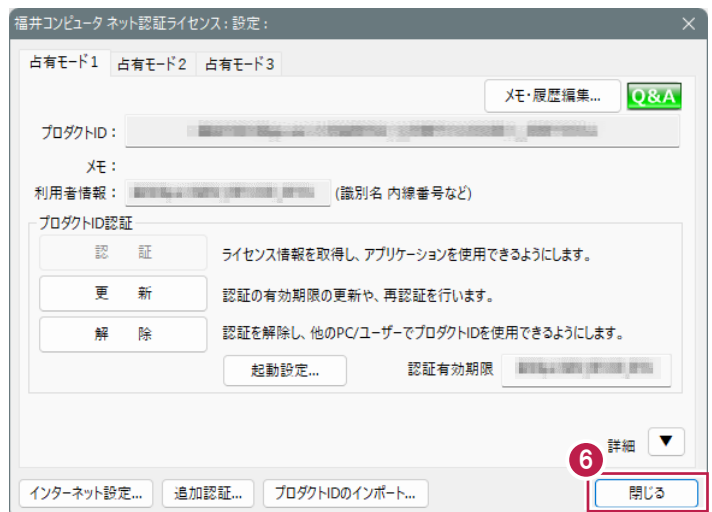 福井コンピュータ ネット認証ライセンス : 設定 :
占有モード1 占有モード2 占有モード3
メモ・履歴編集... Q&A
プロダクトID :
メモ :
利用者情報 : (識別名 内線番号など)
プロダクトID認証
認 証 ライセンス情報を取得し、アプリケーションを使用できるようにします。
更 新 認証の有効期限の更新や、再認証を行います。
解 除 認証を解除し、他のPC/ユーザーでプロダクトIDを使用できるようにします。
起動設定... 認証有効期限
詳細 ▼
6
インターネット設定... 追加認証... プロダクトIDのインポート... 閉じる